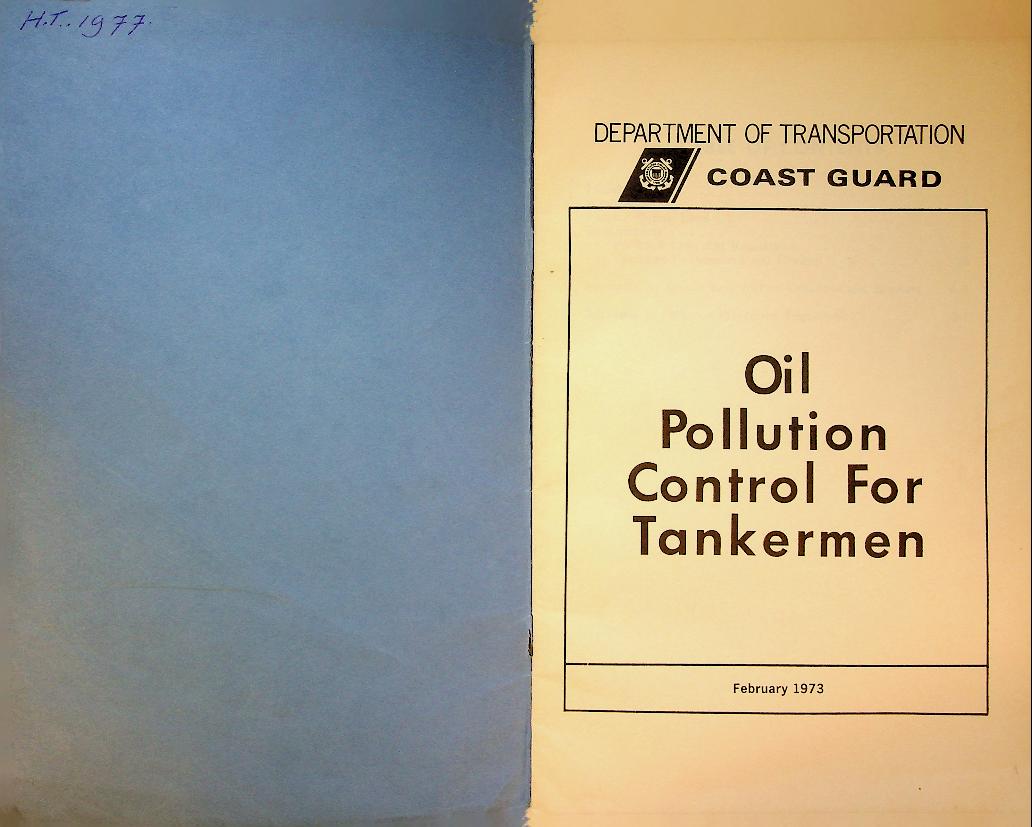 H.T. 1977.
DEPARTMENT OF TRANSPORTATION
COAST GUARD
Oil
Pollution
Control For
Tankermen
February 1973